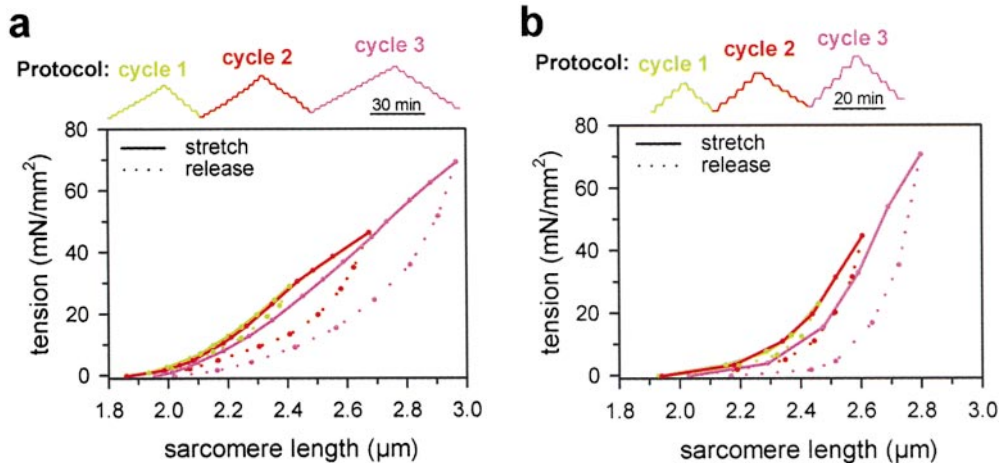 a
Protocol: cycle 1 cycle 2 cycle 3
30 min
80
60
40
20
0
tension (mN/mm²)
stretch
release
1.8 2.0 2.2 2.4 2.6 2.8 3.0
sarcomere length (µm)
b
Protocol: cycle 1 cycle 2 cycle 3
20 min
80
60
40
20
0
tension (mN/mm²)
stretch
release
1.8 2.0 2.2 2.4 2.6 2.8 3.0
sarcomere length (µm)